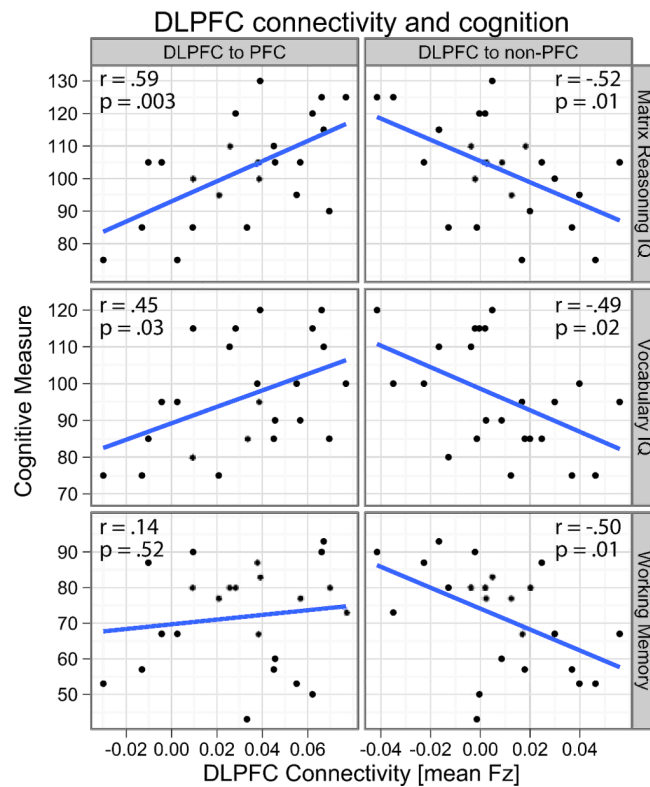 DLPFC connectivity and cognition
DLPFC to PFC
DLPFC to non-PFC
r = .59
p = .003
r = -.52
p = .01
Matrix Reasoning IQ
130
120
110
100
90
80
r = .45
p = .03
r = -.49
p = .02
Vocabulary IQ
120
110
100
90
80
70
r = .14
p = .52
r = -.50
p = .01
Working Memory
90
80
70
60
50
Cognitive Measure
-0.02 0.00 0.02 0.04 0.06
-0.04 -0.02 0.00 0.02 0.04
DLPFC Connectivity [mean Fz]